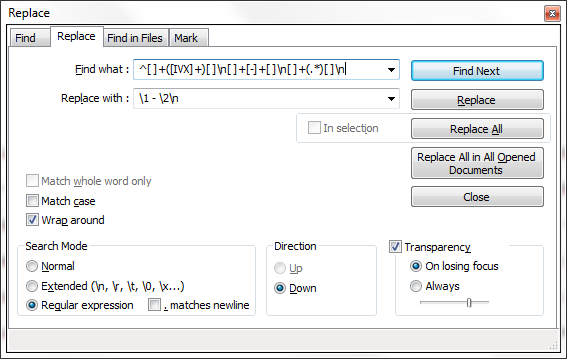 Replace
x
Find Replace Find in Files Mark
Find what : ^[ ]+([IVX]+)[ ]\n[ ]+[-]+[ ]\n[ ]+(.*)[ ]\n Find Next
Replace with : \1 - \2\n Replace
In selection Replace All
Replace All in All Opened
Documents
Match whole word only Close
Match case
Wrap around
Search Mode Direction Transparency
Normal Up On losing focus
Extended (\n, \r, \t, \0, \x...) Down Always
Regular expression . matches newline